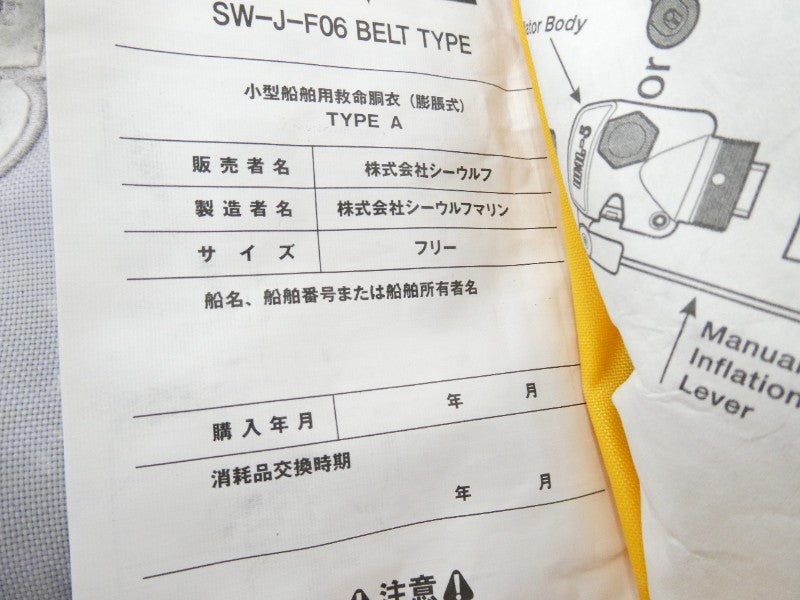 SW-J-F06 BELT TYPE
小型船舶用救命胴衣（膨脹式）
TYPE A
販売者名 株式会社シーウルフ
製造者名 株式会社シーウルフマリン
サイズ フリー
船名、船舶番号または船舶所有者名
購入年月 年 月
消耗品交換時期
年 月
注意
Body
or
Manual
Inflation
Lever